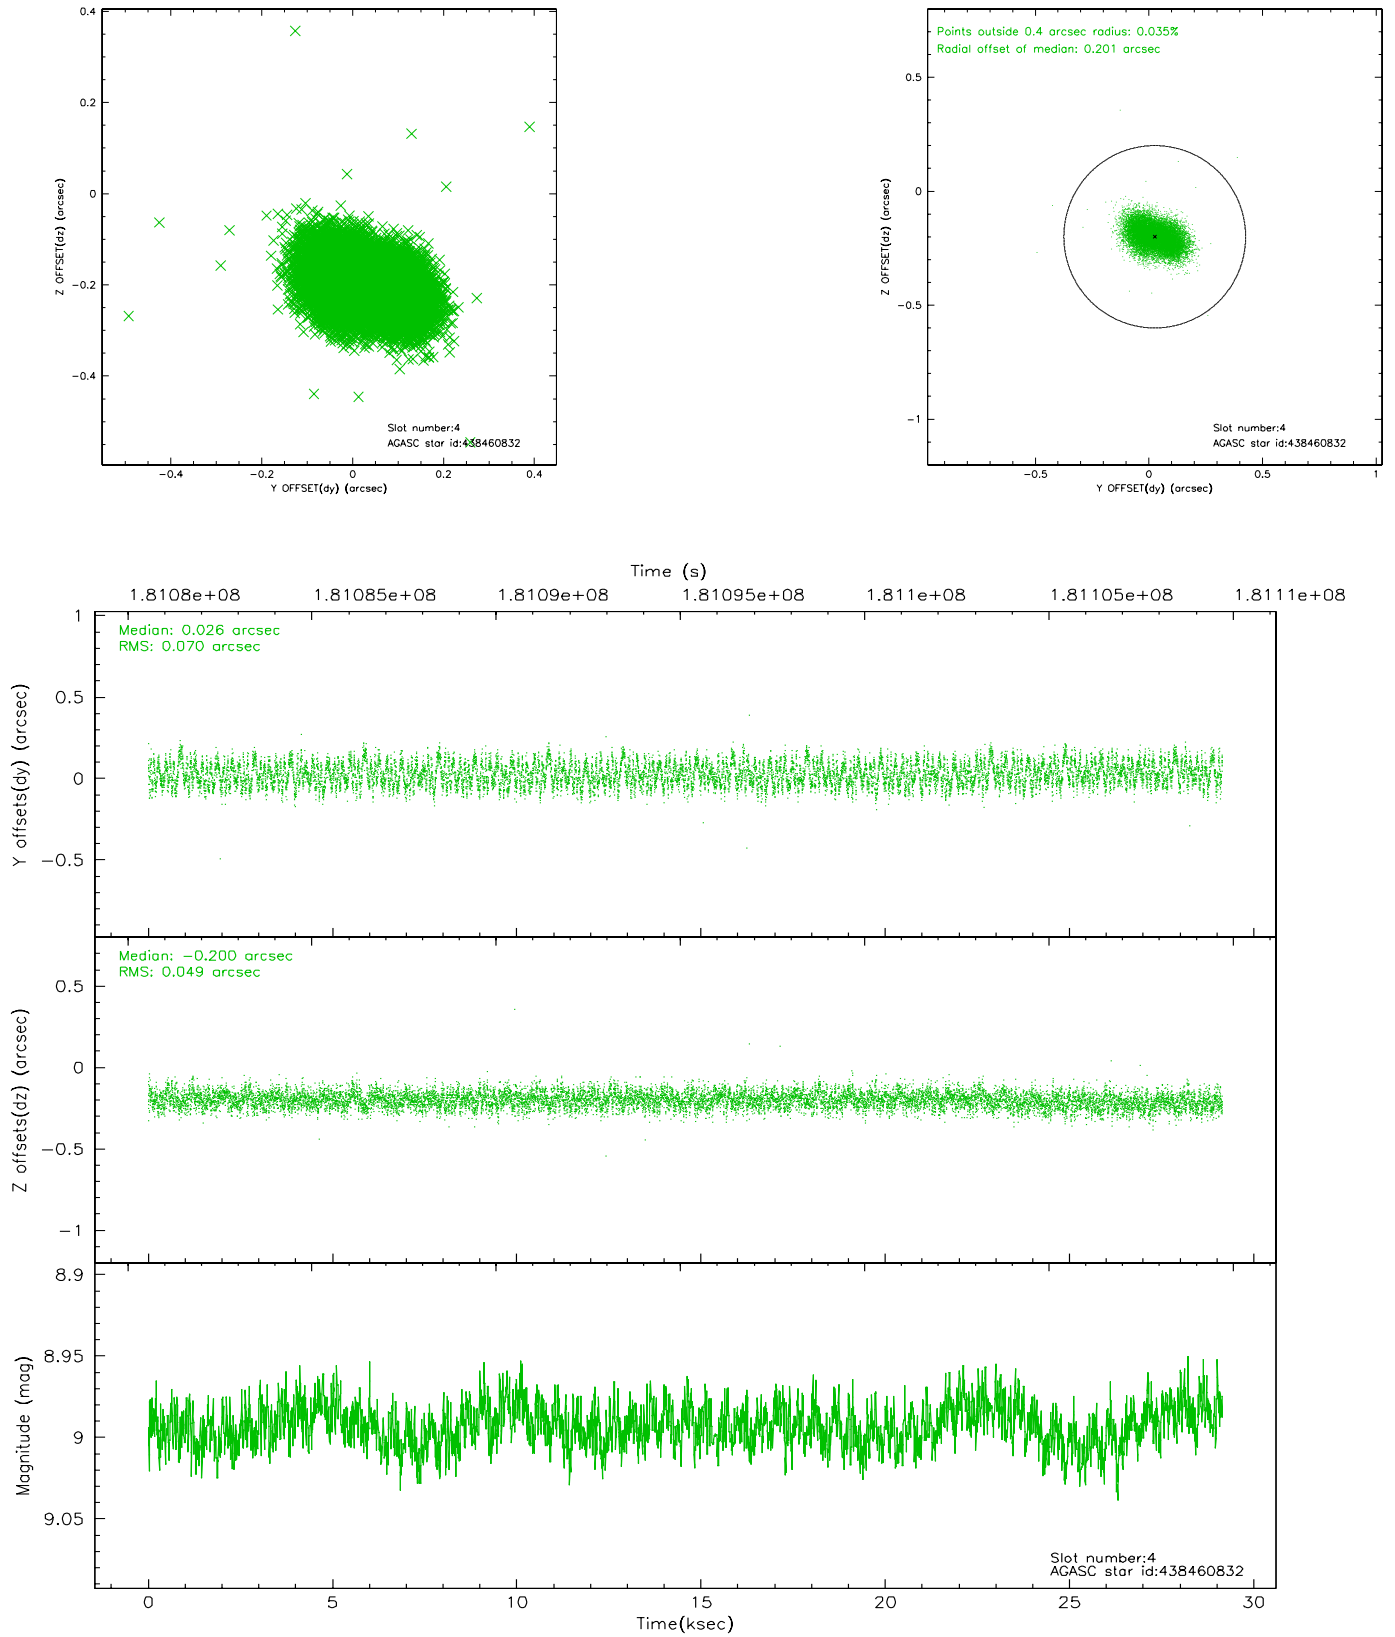 0.4
0.2
0
−0.2
−0.4
Z OFFSET(dz) (arcsec)
Slot number:4
AGASC star id:438460832
−0.4
−0.2
0
0.2
0.4
Y OFFSET(dy) (arcsec)
Points outside 0.4 arcsec radius: 0.035%
Radial offset of median: 0.201 arcsec
0.5
0
−0.5
−1
Z OFFSET(dz) (arcsec)
Slot number:4
AGASC star id:438460832
−0.5
0
0.5
1
Y OFFSET(dy) (arcsec)
Time (s)
1.8108e+08
1.81085e+08
1.8109e+08
1.81095e+08
1.811e+08
1.81105e+08
1.8111e+08
Median: 0.026 arcsec
RMS: 0.070 arcsec
1
0.5
0
−0.5
Y offsets(dy) (arcsec)
Median: −0.200 arcsec
RMS: 0.049 arcsec
0.5
0
−0.5
−1
Z offsets(dz) (arcsec)
8.9
8.95
9
9.05
Magnitude (mag)
Slot number:4
AGASC star id:438460832
0
5
10
15
20
25
30
Time(ksec)